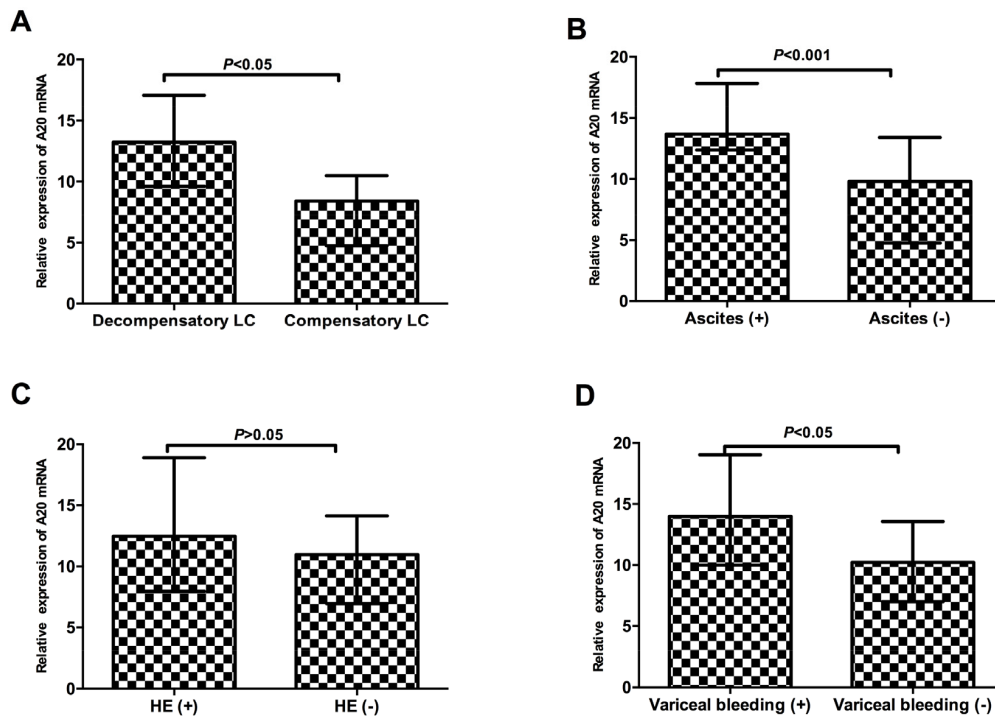 A
Relative expression of A20 mRNA
20
15
10
5
0
P<0.05
Decompensatory LC
Compensatory LC
B
Relative expression of A20 mRNA
20
15
10
5
0
P<0.001
Ascites (+)
Ascites (-)
C
Relative expression of A20 mRNA
20
15
10
5
0
P>0.05
HE (+)
HE (-)
D
Relative expression of A20 mRNA
20
15
10
5
0
P<0.05
Variceal bleeding (+)
Variceal bleeding (-)